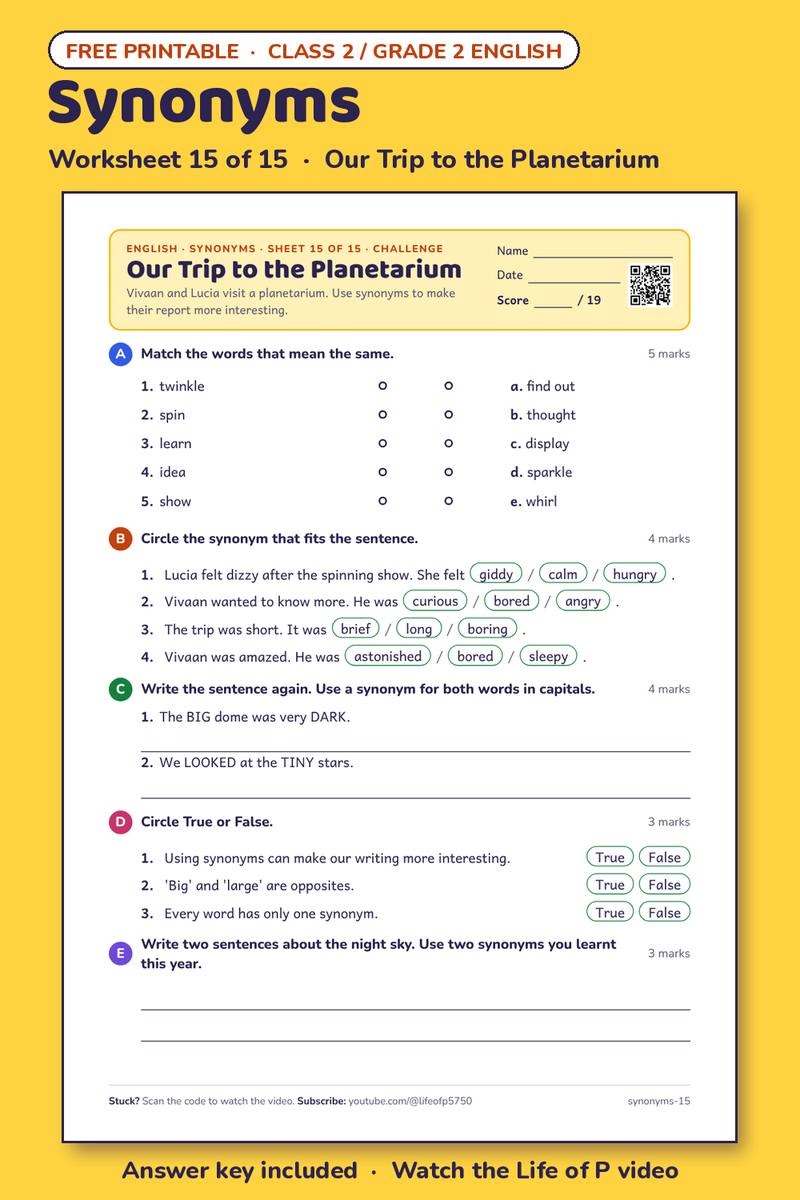 FREE PRINTABLE · CLASS 2 / GRADE 2 ENGLISH
Synonyms
Worksheet 15 of 15 · Our Trip to the Planetarium
ENGLISH · SYNONYMS · SHEET 15 OF 15 · CHALLENGE
Our Trip to the Planetarium
Vivaan and Lucia visit a planetarium. Use synonyms to make
their report more interesting.
Name
Date
Score / 19
A Match the words that mean the same. 5 marks
1. twinkle a. find out
2. spin b. thought
3. learn c. display
4. idea d. sparkle
5. show e. whirl
B Circle the synonym that fits the sentence. 4 marks
1. Lucia felt dizzy after the spinning show. She felt giddy / calm / hungry .
2. Vivaan wanted to know more. He was curious / bored / angry .
3. The trip was short. It was brief / long / boring .
4. Vivaan was amazed. He was astonished / bored / sleepy .
C Write the sentence again. Use a synonym for both words in capitals. 4 marks
1. The BIG dome was very DARK.
2. We LOOKED at the TINY stars.
D Circle True or False. 3 marks
1. Using synonyms can make our writing more interesting. True False
2. 'Big' and 'large' are opposites. True False
3. Every word has only one synonym. True False
E Write two sentences about the night sky. Use two synonyms you learnt
this year. 3 marks
Stuck? Scan the code to watch the video. Subscribe: youtube.com/@lifeofp5750 synonyms-15
Answer key included · Watch the Life of P video